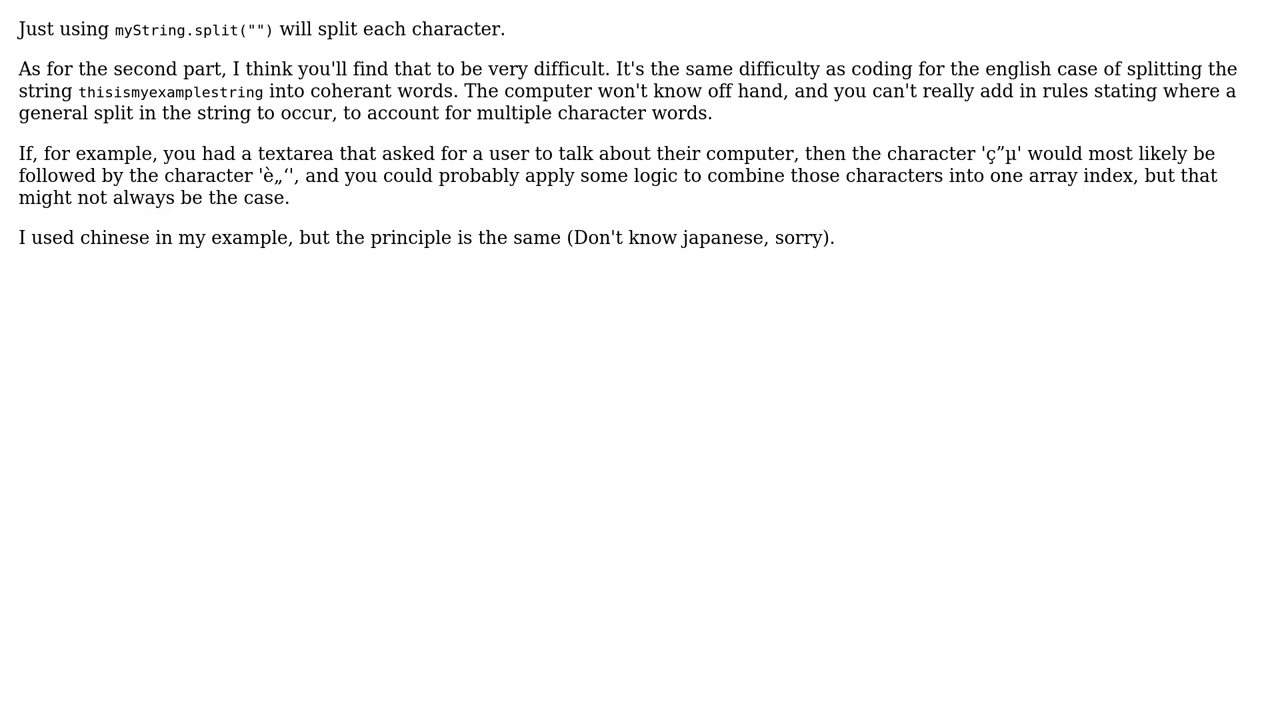 Just using myString.split("") will split each character.
As for the second part, I think you'll find that to be very difficult. It's the same difficulty as coding for the english case of splitting the
string thisismyexamplestring into coherant words. The computer won't know off hand, and you can't really add in rules stating where a
general split in the string to occur, to account for multiple character words.
If, for example, you had a textarea that asked for a user to talk about their computer, then the character 'ç”µ' would most likely be
followed by the character 'è„‘', and you could probably apply some logic to combine those characters into one array index, but that
might not always be the case.
I used chinese in my example, but the principle is the same (Don't know japanese, sorry).